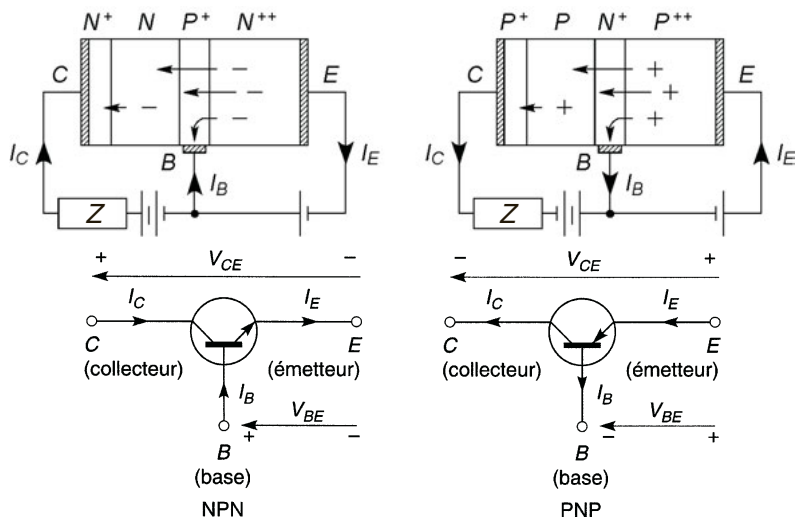 N⁺ N P⁺ N⁺⁺
C E
I_C B I_B I_E
Z
+ V_CE −
I_C I_E
C E
(collecteur) (émetteur)
I_B
V_BE
+ −
B
(base)
NPN
P⁺ P N⁺ P⁺⁺
C E
I_C B I_B I_E
Z
− V_CE +
I_C I_E
C E
(collecteur) (émetteur)
I_B
V_BE
− +
B
(base)
PNP